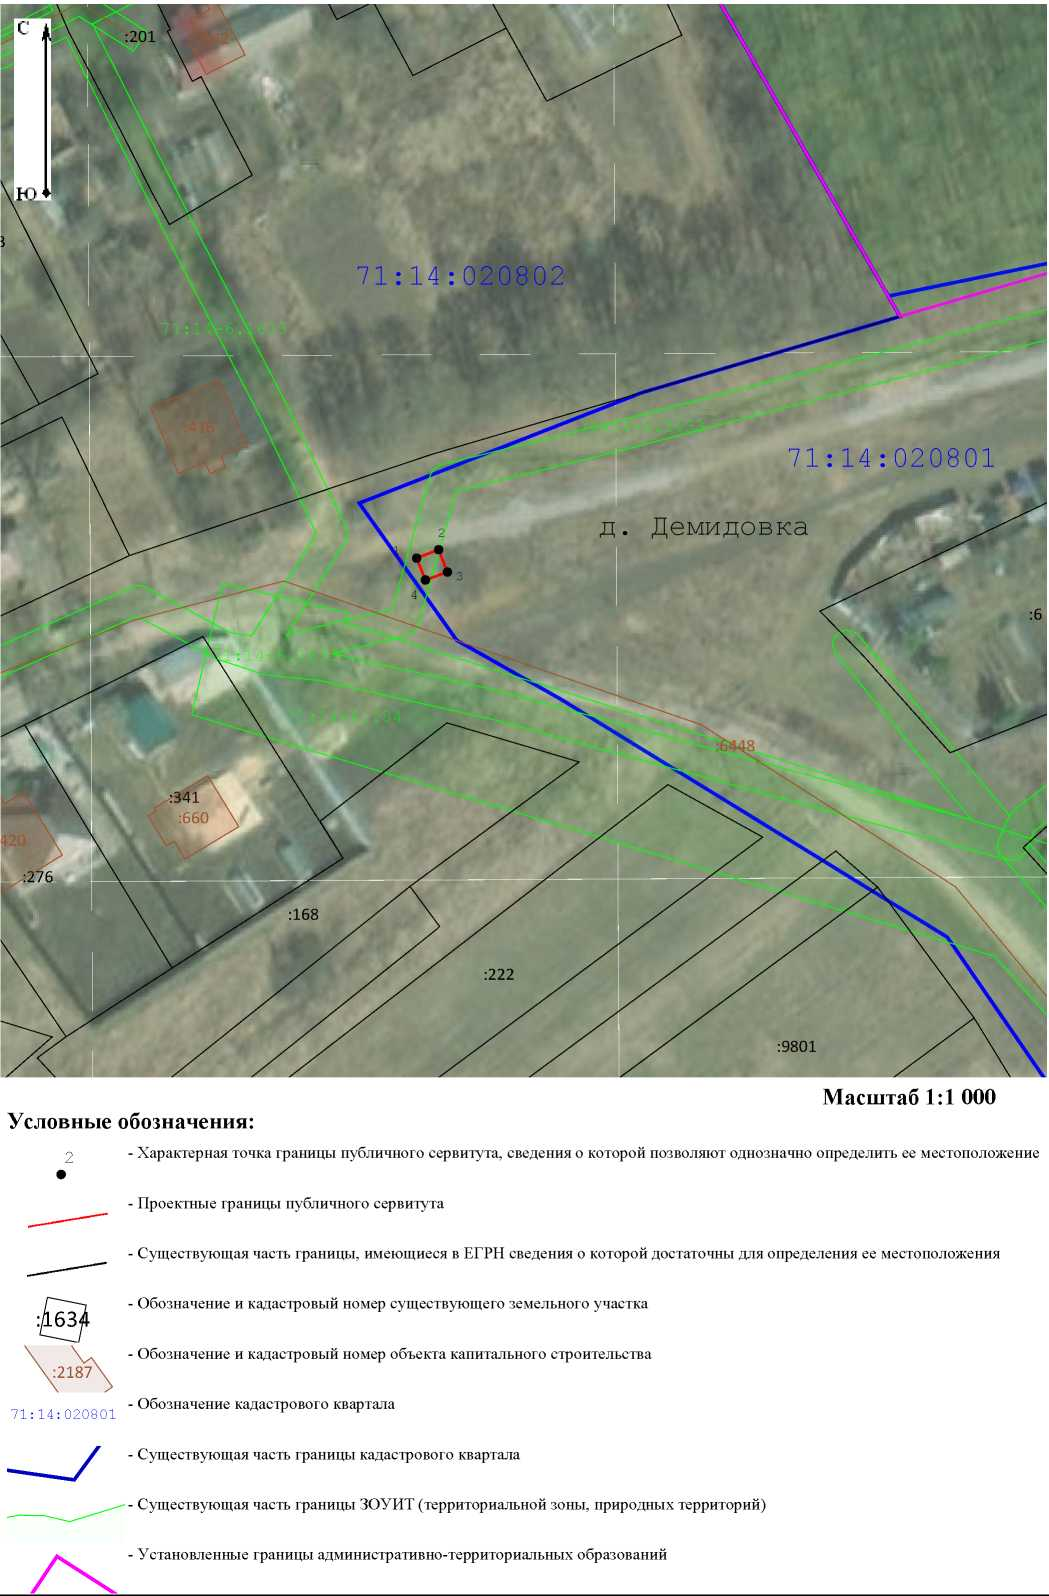 С
Ю
:201
71:14:020802
:416
71:14:020801
д. Демидовка
1
2
3
4
:6
:6448
:341
:660
:276
:168
:222
:9801
Масштаб 1:1 000
Условные обозначения:
2
- Характерная точка границы публичного сервитута, сведения о которой позволяют однозначно определить ее местоположение
- Проектные границы публичного сервитута
- Существующая часть границы, имеющиеся в ЕГРН сведения о которой достаточны для определения ее местоположения
:1634
- Обозначение и кадастровый номер существующего земельного участка
:2187
- Обозначение и кадастровый номер объекта капитального строительства
71:14:020801
- Обозначение кадастрового квартала
- Существующая часть границы кадастрового квартала
- Существующая часть границы ЗОУИТ (территориальной зоны, природных территорий)
- Установленные границы административно-территориальных образований